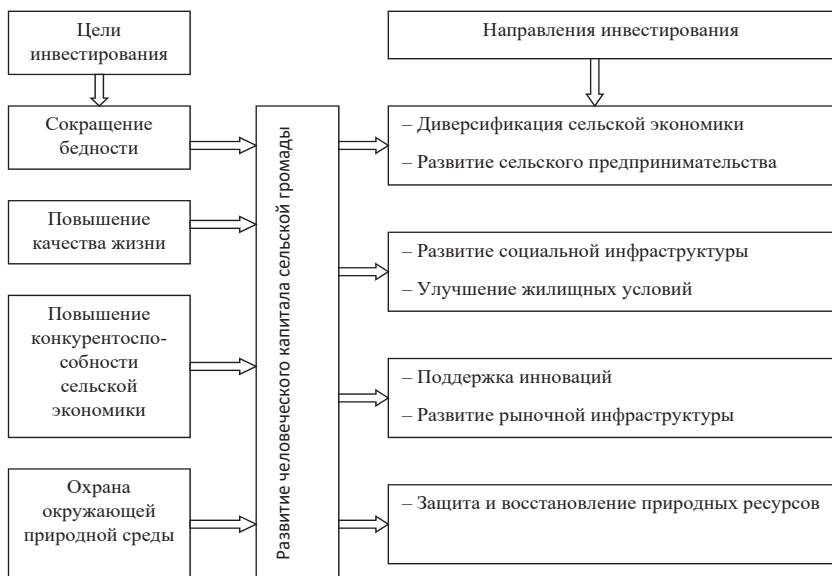 Цели
инвестирования
Направления инвестирования
Сокращение
бедности
Повышение
качества жизни
Повышение
конкурентоспо-
собности
сельской
экономики
Охрана
окружающей
природной среды
Развитие человеческого капитала сельской громады
– Диверсификация сельской экономики
– Развитие сельского предпринимательства
– Развитие социальной инфраструктуры
– Улучшение жилищных условий
– Поддержка инноваций
– Развитие рыночной инфраструктуры
– Защита и восстановление природных ресурсов